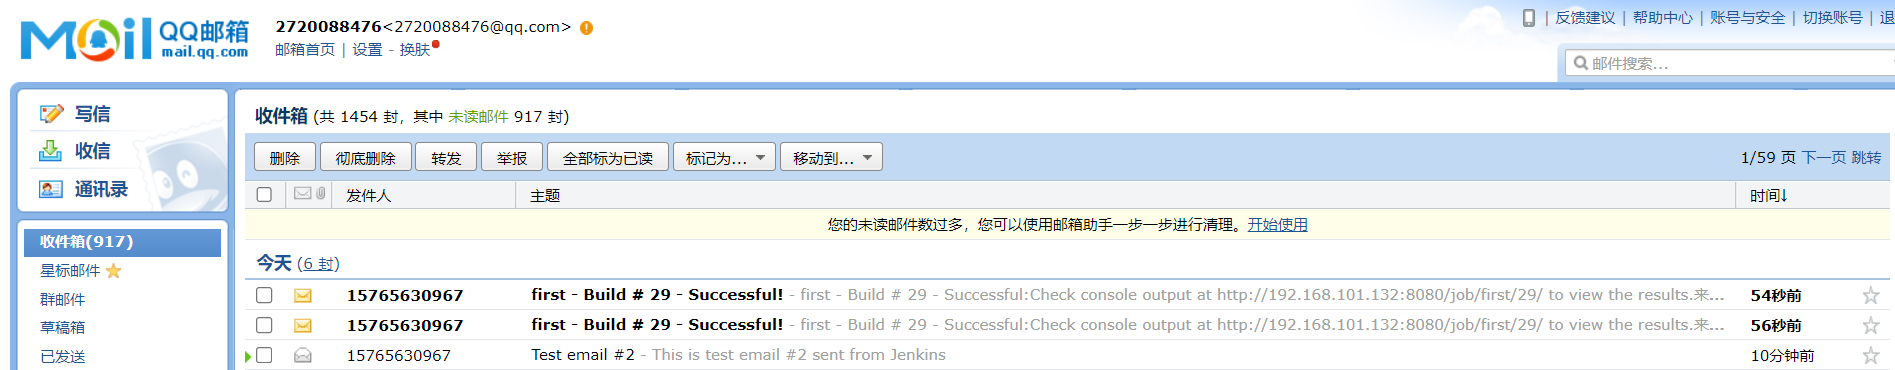 Mail QQ邮箱 mail.qq.com
2720088476<2720088476@qq.com>
邮箱首页 | 设置 - 换肤
| 反馈建议 | 帮助中心 | 账号与安全 | 切换账号 | 退
邮件搜索...
写信
收信
通讯录
收件箱(917)
星标邮件
群邮件
草稿箱
已发送
收件箱 (共 1454 封，其中 未读邮件 917 封)
删除 彻底删除 转发 举报 全部标为已读 标记为... 移动到... 1/59 页 下一页 跳转
发件人 主题 时间↓
您的未读邮件数过多，您可以使用邮箱助手一步一步进行清理。开始使用
今天 (6 封)
15765630967 first - Build # 29 - Successful! - first - Build # 29 - Successful:Check console output at http://192.168.101.132:8080/job/first/29/ to view the results.来... 54秒前
15765630967 first - Build # 29 - Successful! - first - Build # 29 - Successful:Check console output at http://192.168.101.132:8080/job/first/29/ to view the results.来... 56秒前
15765630967 Test email #2 - This is test email #2 sent from Jenkins 10分钟前